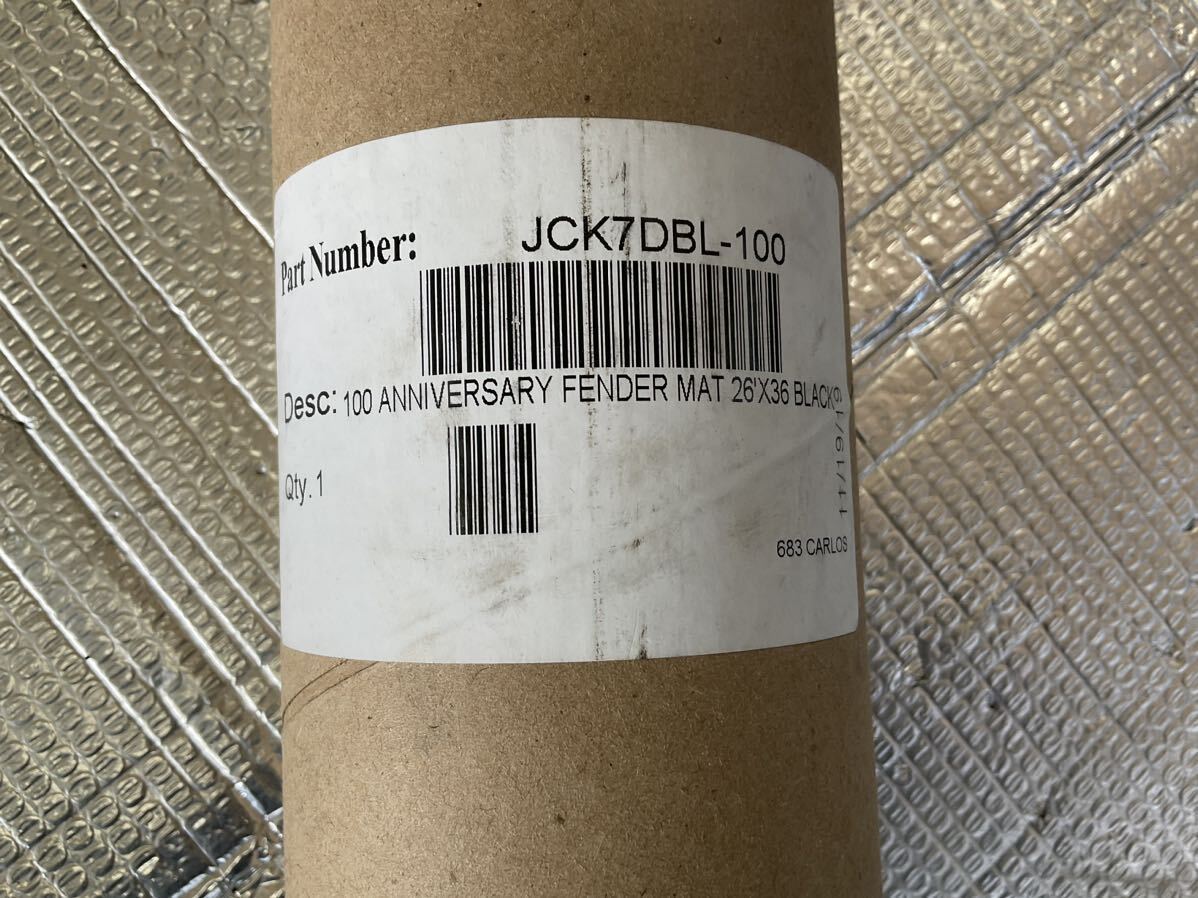 Part Number: JCK7DBL-100
Desc: 100 ANNIVERSARY FENDER MAT 26'X36 BLACK
Qty. 1
683 CARLOS